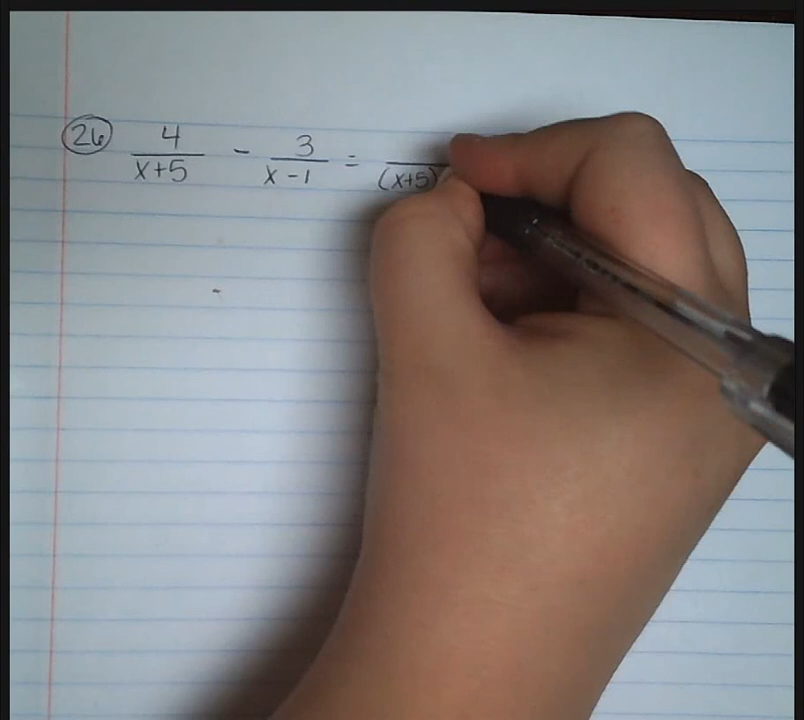 26 4/(x+5) - 3/(x-1) = /(x+5)(